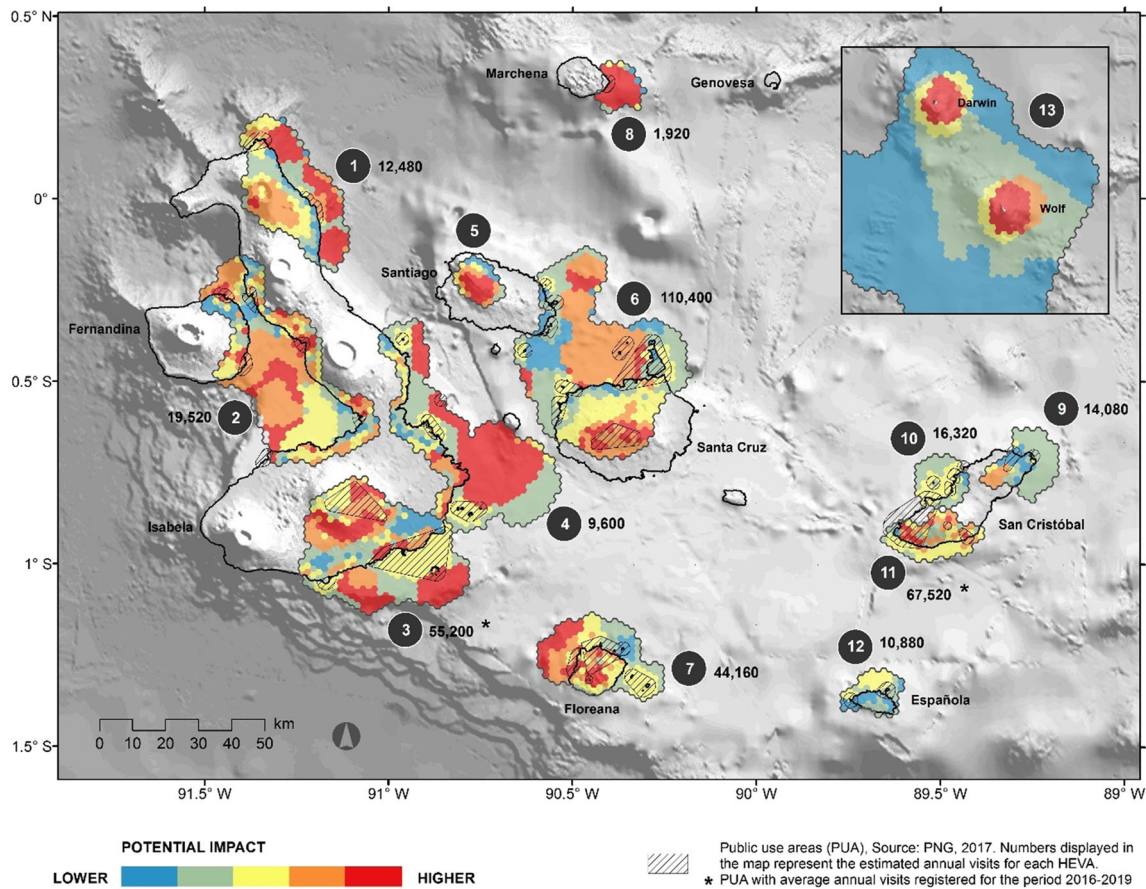 0.5° N
0°
0.5° S
1° S
1.5° S
Marchena
Genovesa
8 1,920
Darwin
13
Wolf
1 12,480
5
Santiago
6
110,400
Fernandina
19,520 2
Santa Cruz
9
14,080
10 16,320
San Cristóbal
Isabela
4 9,600
11
67,520 *
3 55,200 *
12 10,880
7 44,160
Floreana
Española
km
0 10 20 30 40 50
91.5° W 91° W 90.5° W 90° W 89.5° W 89° W
POTENTIAL IMPACT
LOWER HIGHER
Public use areas (PUA), Source: PNG, 2017. Numbers displayed in
the map represent the estimated annual visits for each HEVA.
* PUA with average annual visits registered for the period 2016-2019